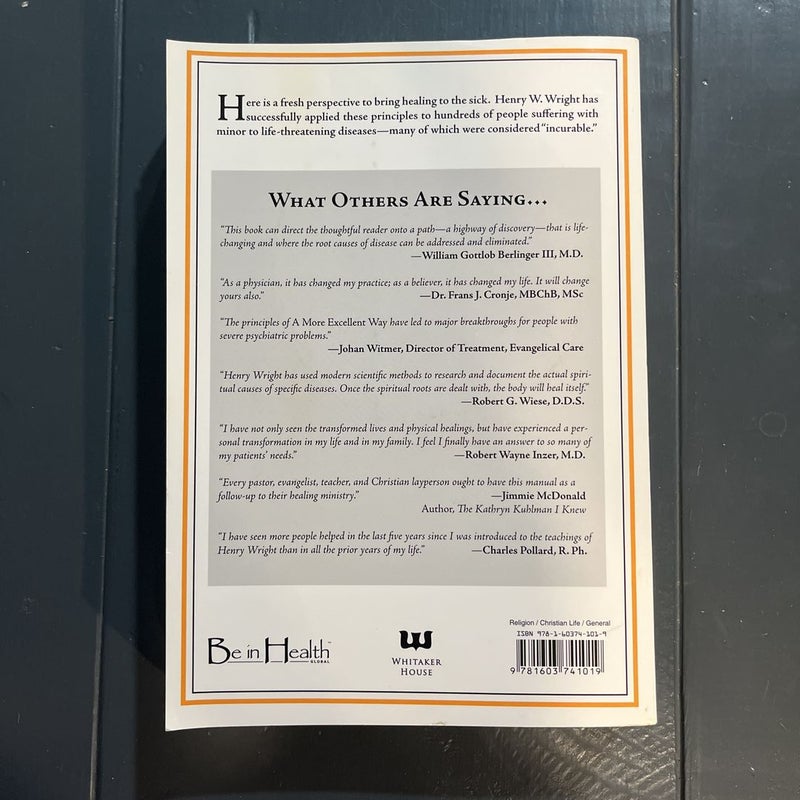 Here is a fresh perspective to bring healing to the sick. Henry W. Wright has
successfully applied these principles to hundreds of people suffering with
minor to life-threatening diseases—many of which were considered "incurable."
What Others Are Saying...
"This book can direct the thoughtful reader onto a path—a highway of discovery—that is life-
changing and where the root causes of disease can be addressed and eliminated."
—William Gottlob Berlinger III, M.D.
"As a physician, it has changed my practice; as a believer, it has changed my life. It will change
yours also." —Dr. Frans J. Cronje, MBChB, MSc
"The principles of A More Excellent Way have led to major breakthroughs for people with
severe psychiatric problems."
—Johan Witmer, Director of Treatment, Evangelical Care
"Henry Wright has used modern scientific methods to research and document the actual spiri-
tual causes of specific diseases. Once the spiritual roots are dealt with, the body will heal itself."
—Robert G. Wiese, D.D.S.
"I have not only seen the transformed lives and physical healings, but have experienced a per-
sonal transformation in my life and in my family. I feel I finally have an answer to so many of
my patients' needs." —Robert Wayne Inzer, M.D.
"Every pastor, evangelist, teacher, and Christian layperson ought to have this manual as a
follow-up to their healing ministry." —Jimmie McDonald
Author, The Kathryn Kuhlman I Knew
"I have seen more people helped in the last five years since I was introduced to the teachings of
Henry Wright than in all the prior years of my life." —Charles Pollard, R. Ph.
Be in Health™
GLOBAL
WHITAKER
HOUSE
Religion / Christian Life / General
ISBN 978-1-60374-101-9
9 781603 741019